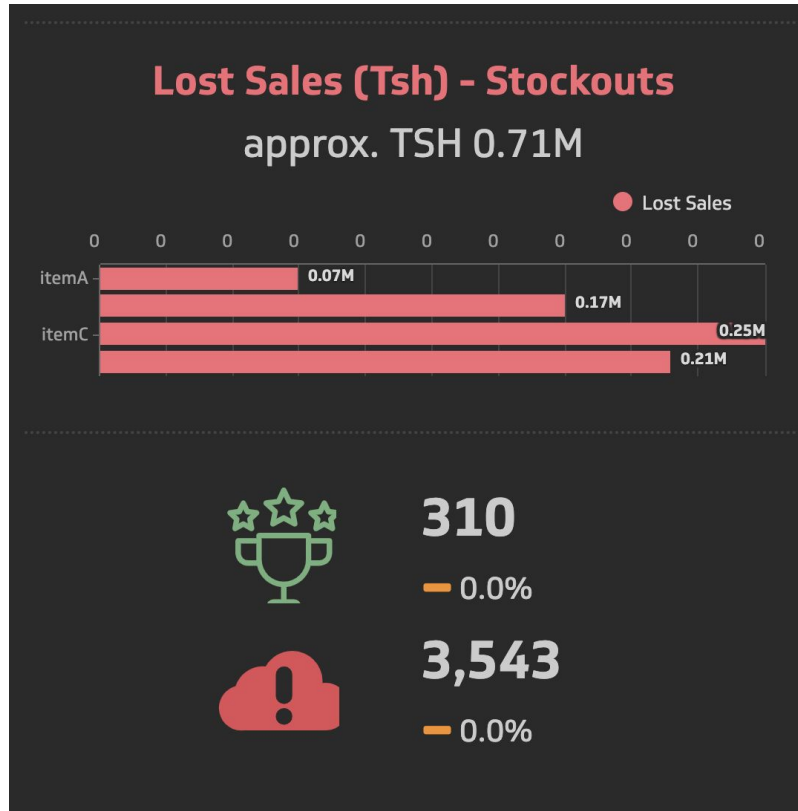 Lost Sales (Tsh) - Stockouts
approx. TSH 0.71M
Lost Sales
0 0 0 0 0 0 0 0 0 0 0
itemA 0.07M
0.17M
itemC 0.25M
0.21M
310
0.0%
3,543
0.0%